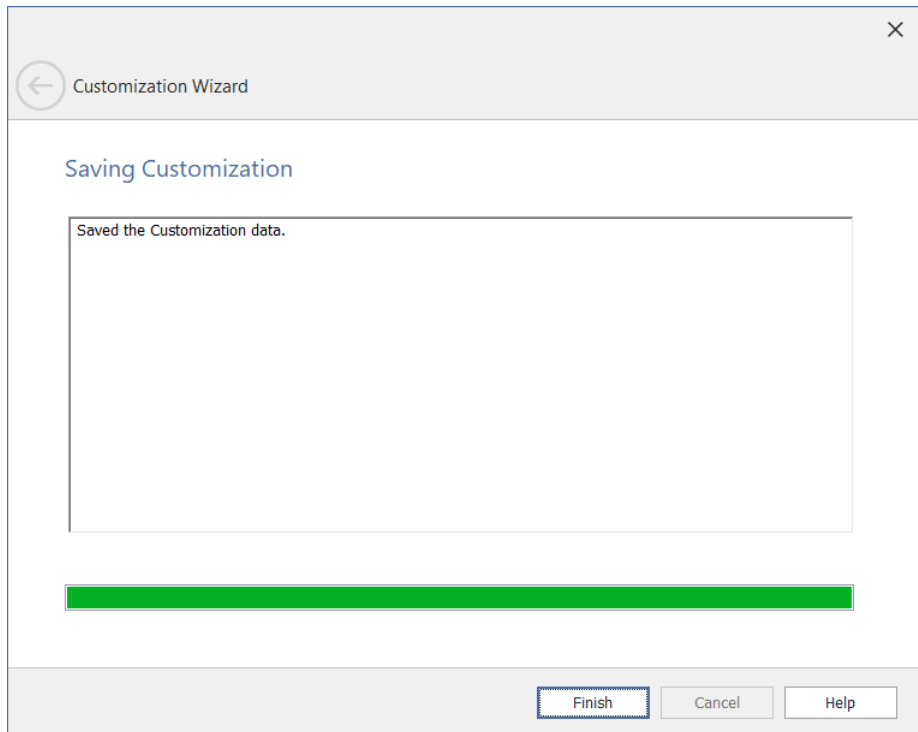 Customization Wizard
Saving Customization
Saved the Customization data.
Finish
Cancel
Help